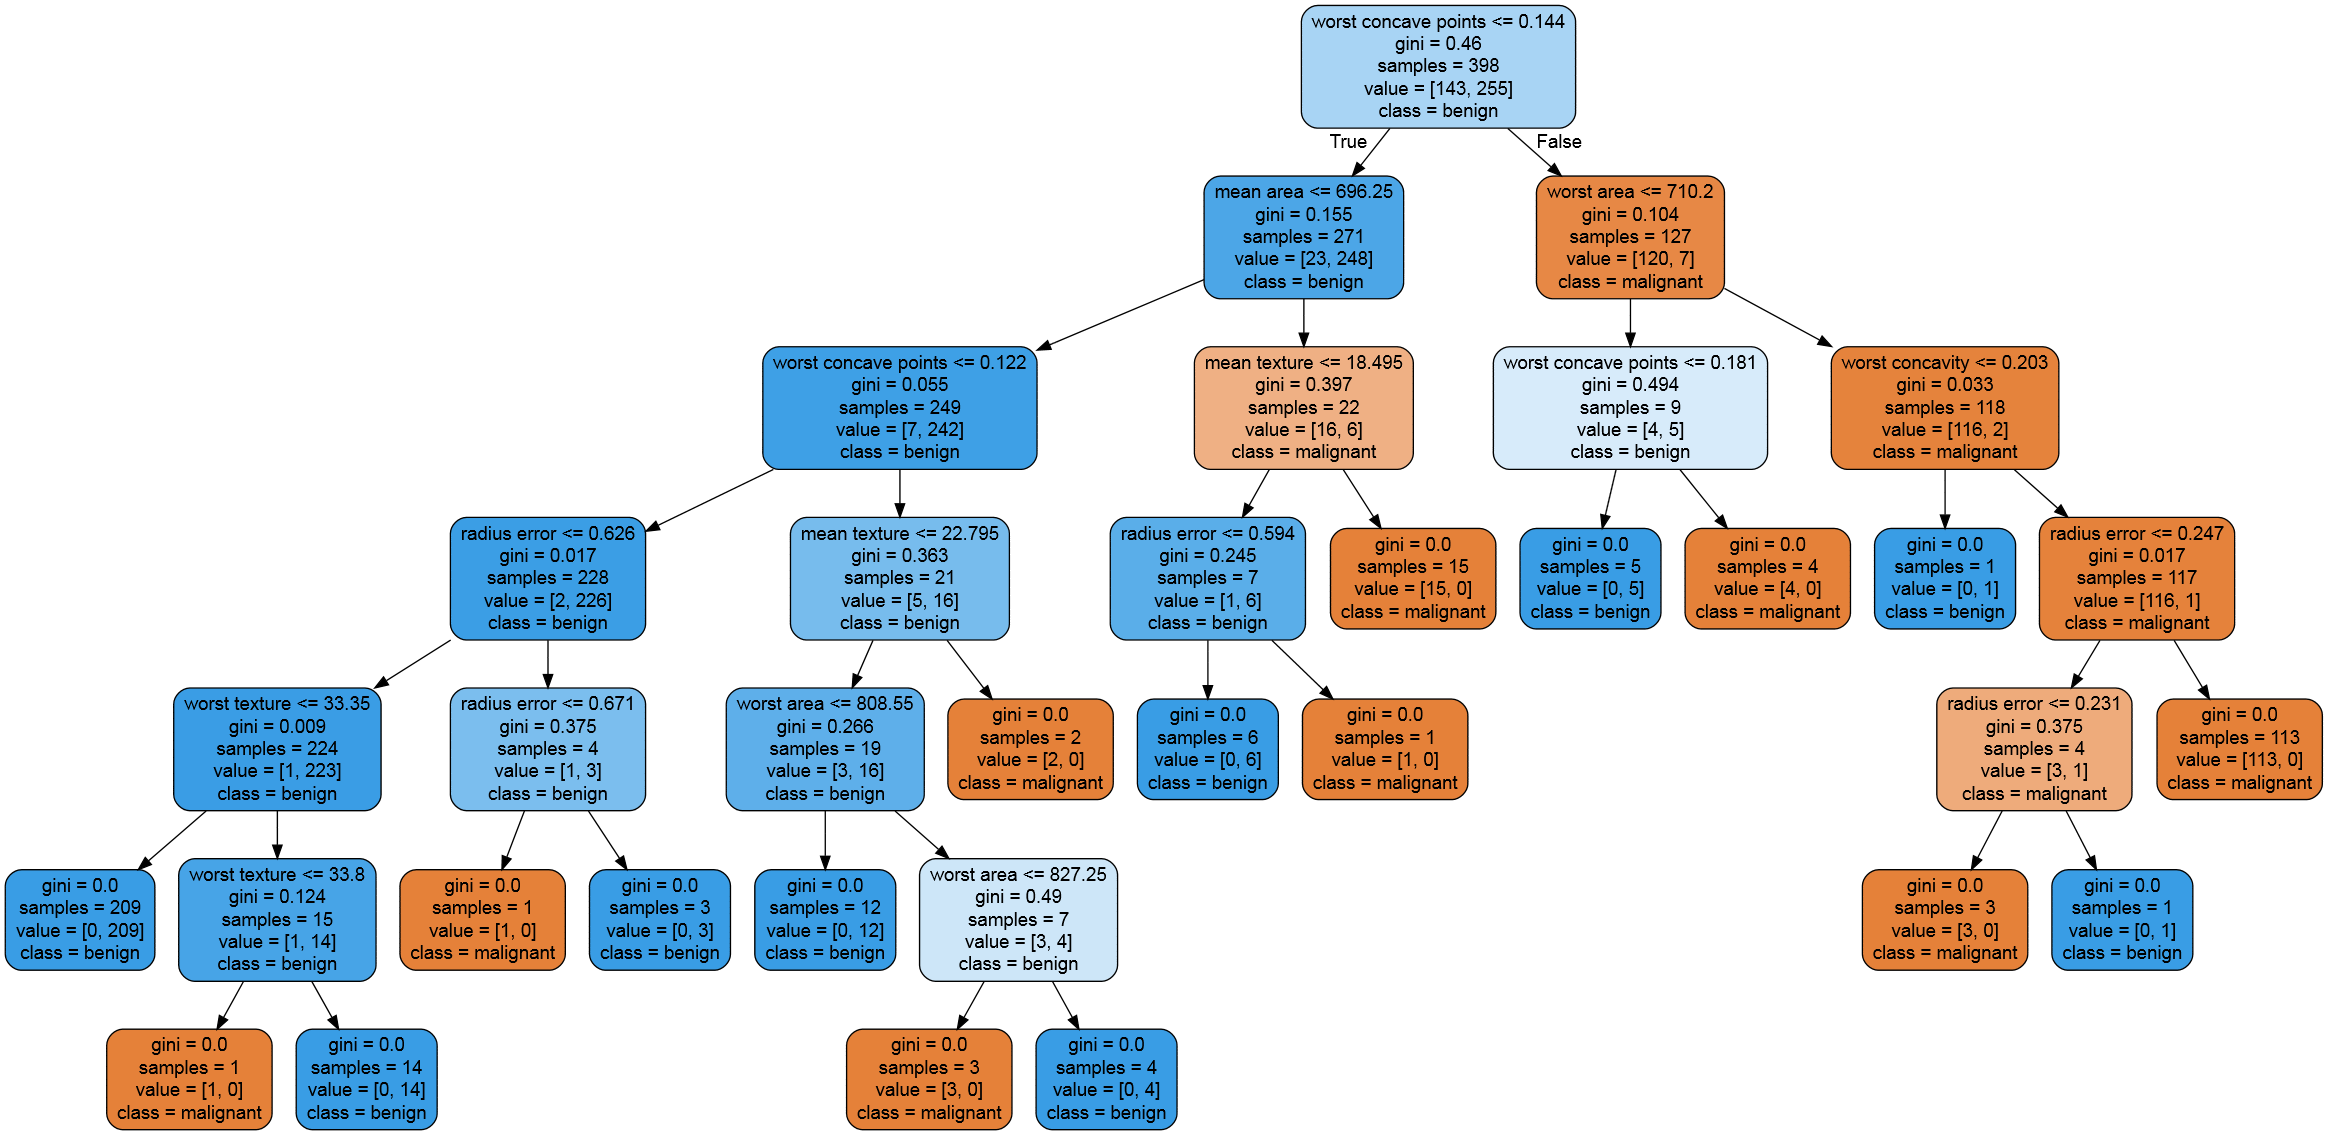 worst concave points <= 0.144
gini = 0.46
samples = 398
value = [143, 255]
class = benign
True
False
mean area <= 696.25
gini = 0.155
samples = 271
value = [23, 248]
class = benign
worst area <= 710.2
gini = 0.104
samples = 127
value = [120, 7]
class = malignant
worst concave points <= 0.122
gini = 0.055
samples = 249
value = [7, 242]
class = benign
mean texture <= 18.495
gini = 0.397
samples = 22
value = [16, 6]
class = malignant
worst concave points <= 0.181
gini = 0.494
samples = 9
value = [4, 5]
class = benign
worst concavity <= 0.203
gini = 0.033
samples = 118
value = [116, 2]
class = malignant
radius error <= 0.626
gini = 0.017
samples = 228
value = [2, 226]
class = benign
mean texture <= 22.795
gini = 0.363
samples = 21
value = [5, 16]
class = benign
radius error <= 0.594
gini = 0.245
samples = 7
value = [1, 6]
class = benign
gini = 0.0
samples = 15
value = [15, 0]
class = malignant
gini = 0.0
samples = 5
value = [0, 5]
class = benign
gini = 0.0
samples = 4
value = [4, 0]
class = malignant
gini = 0.0
samples = 1
value = [0, 1]
class = benign
radius error <= 0.247
gini = 0.017
samples = 117
value = [116, 1]
class = malignant
worst texture <= 33.35
gini = 0.009
samples = 224
value = [1, 223]
class = benign
radius error <= 0.671
gini = 0.375
samples = 4
value = [1, 3]
class = benign
worst area <= 808.55
gini = 0.266
samples = 19
value = [3, 16]
class = benign
gini = 0.0
samples = 2
value = [2, 0]
class = malignant
gini = 0.0
samples = 6
value = [0, 6]
class = benign
gini = 0.0
samples = 1
value = [1, 0]
class = malignant
radius error <= 0.231
gini = 0.375
samples = 4
value = [3, 1]
class = malignant
gini = 0.0
samples = 113
value = [113, 0]
class = malignant
gini = 0.0
samples = 209
value = [0, 209]
class = benign
worst texture <= 33.8
gini = 0.124
samples = 15
value = [1, 14]
class = benign
gini = 0.0
samples = 1
value = [1, 0]
class = malignant
gini = 0.0
samples = 3
value = [0, 3]
class = benign
gini = 0.0
samples = 12
value = [0, 12]
class = benign
worst area <= 827.25
gini = 0.49
samples = 7
value = [3, 4]
class = benign
gini = 0.0
samples = 3
value = [3, 0]
class = malignant
gini = 0.0
samples = 1
value = [0, 1]
class = benign
gini = 0.0
samples = 1
value = [1, 0]
class = malignant
gini = 0.0
samples = 14
value = [0, 14]
class = benign
gini = 0.0
samples = 3
value = [3, 0]
class = malignant
gini = 0.0
samples = 4
value = [0, 4]
class = benign